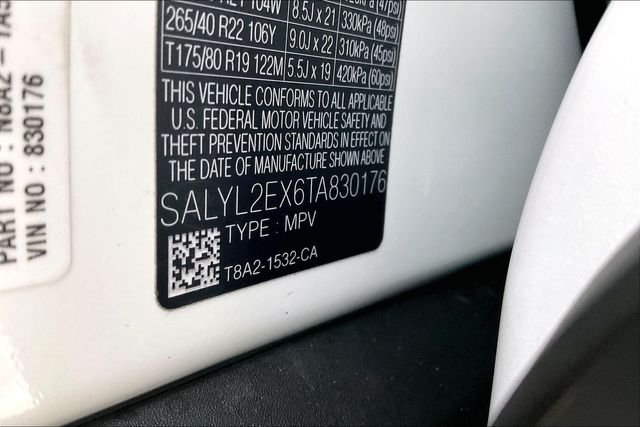 8.5J x 21
265/40 R22 106Y 9.0J x 22 310kPa (45psi)
330kPa (48psi)
T175/80 R19 122M 5.5J x 19 420kPa (60psi)
THIS VEHICLE CONFORMS TO ALL APPLICABLE
U.S. FEDERAL MOTOR VEHICLE SAFETY AND
THEFT PREVENTION STANDARDS IN EFFECT ON
THE DATE OF MANUFACTURE SHOWN ABOVE
SALYL2EX6TA830176
TYPE : MPV
T8A2-1532-CA
PART NO :
VIN NO : 830176